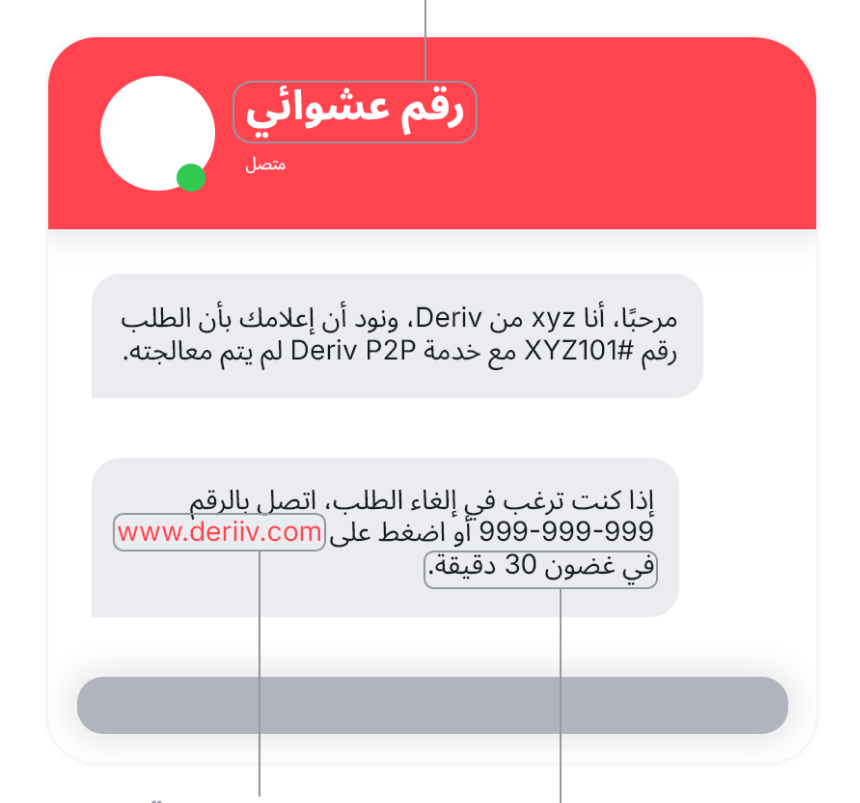 رقم عشوائي
متصل
مرحبًا، أنا xyz من Deriv، ونود أن إعلامك بأن الطلب
رقم #XYZ101 مع خدمة Deriv P2P لم يتم معالجته.
إذا كنت ترغب في إلغاء الطلب، اتصل بالرقم
999-999-999 أو اضغط على www.deriiv.com
في غضون 30 دقيقة.